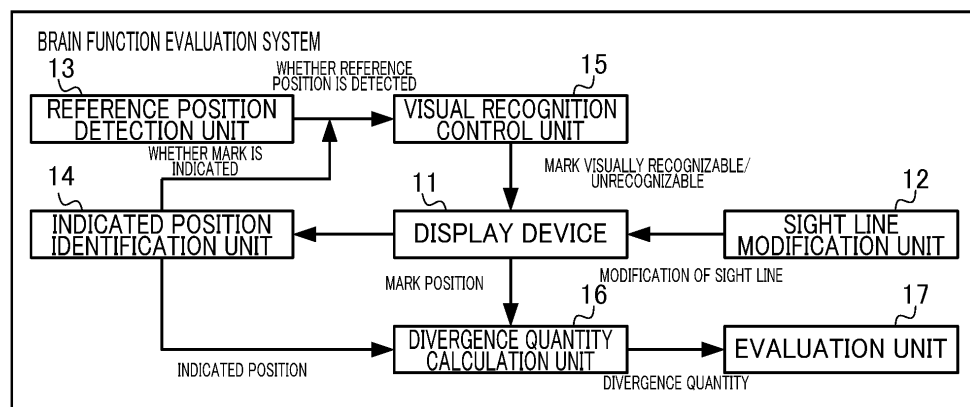 BRAIN FUNCTION EVALUATION SYSTEM
13
WHETHER REFERENCE
POSITION IS DETECTED
15
REFERENCE POSITION
DETECTION UNIT
VISUAL RECOGNITION
CONTROL UNIT
WHETHER MARK IS
INDICATED
MARK VISUALLY RECOGNIZABLE/
UNRECOGNIZABLE
14
11
12
INDICATED POSITION
IDENTIFICATION UNIT
DISPLAY DEVICE
SIGHT LINE
MODIFICATION UNIT
MARK POSITION
MODIFICATION OF SIGHT LINE
16
17
DIVERGENCE QUANTITY
CALCULATION UNIT
EVALUATION UNIT
INDICATED POSITION
DIVERGENCE QUANTITY